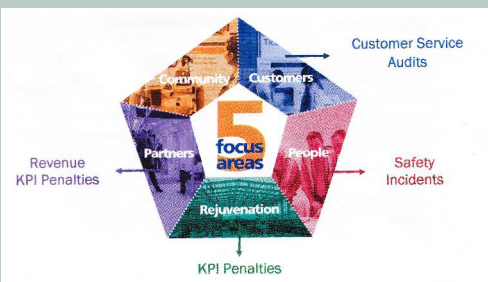 Customer Service
Audits
Community
Customers
5
focus
areas
Partners
People
Revenue
KPI Penalties
Safety
Incidents
Rejuvenation
KPI Penalties